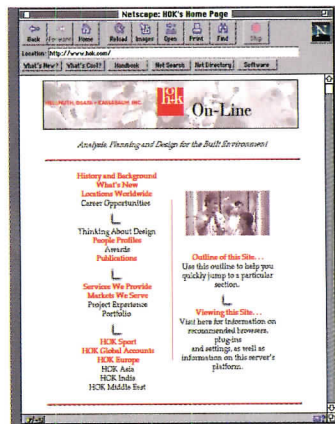 Netscape: HOK's Home Page
Back Forward Home Reload Images Open Print Find Stop
N
Location: http://www.hok.com/
What's New? What's Cool? Handbook Net Search Net Directory Software
HELLMUTH, OBATA + KASSABAUM, INC.
hok
On-Line
Analysis, Planning and Design for the Built Environment
History and Background
What's New
Locations Worldwide
Career Opportunities
Thinking About Design
People Profiles
Awards
Publications
Services We Provide
Markets We Serve
Project Experience
Portfolio
HOK Sport
HOK Global Accounts
HOK Europe
HOK Asia
HOK India
HOK Middle East
Outline of this Site. . .
Use this outline to help you
quickly jump to a particular
section.
Viewing this Site. . .
Visit here for information on
recommended browsers,
plug-ins
and settings, as well as
information on this server's
platform.